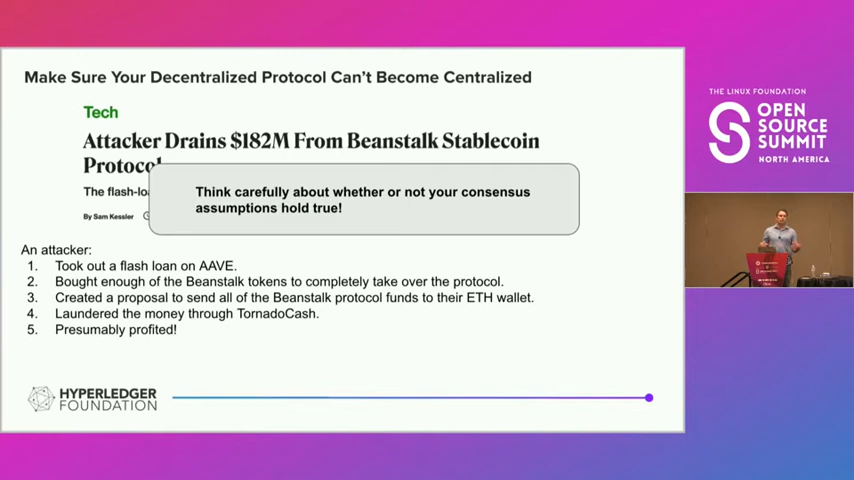 Make Sure Your Decentralized Protocol Can't Become Centralized
Tech
Attacker Drains $182M From Beanstalk Stablecoin
Protocol
The flash-lo
By Sam Kessler
Think carefully about whether or not your consensus
assumptions hold true!
An attacker:
1. Took out a flash loan on AAVE.
2. Bought enough of the Beanstalk tokens to completely take over the protocol.
3. Created a proposal to send all of the Beanstalk protocol funds to their ETH wallet.
4. Laundered the money through TornadoCash.
5. Presumably profited!
HYPERLEDGER
FOUNDATION
THE LINUX FOUNDATION
OPEN
SOURCE
SUMMIT
NORTH AMERICA